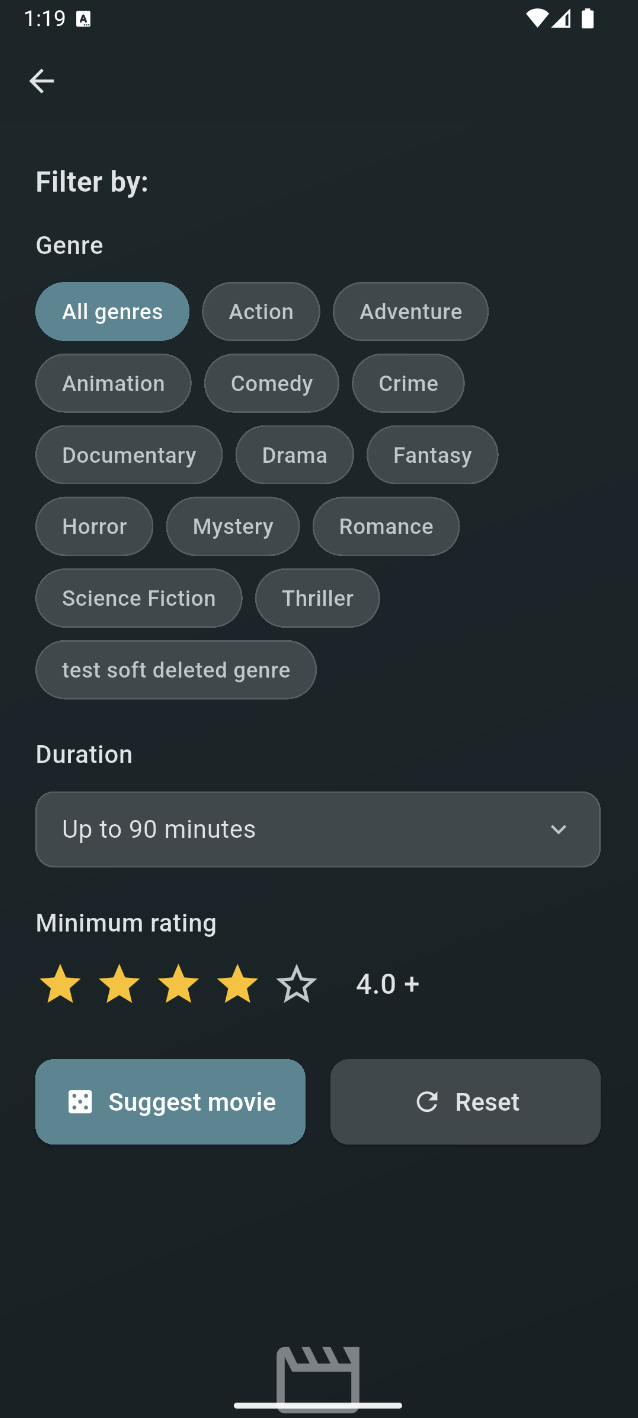 1:19 A
Filter by:
Genre
All genres Action Adventure
Animation Comedy Crime
Documentary Drama Fantasy
Horror Mystery Romance
Science Fiction Thriller
test soft deleted genre
Duration
Up to 90 minutes
Minimum rating
4.0 +
Suggest movie Reset